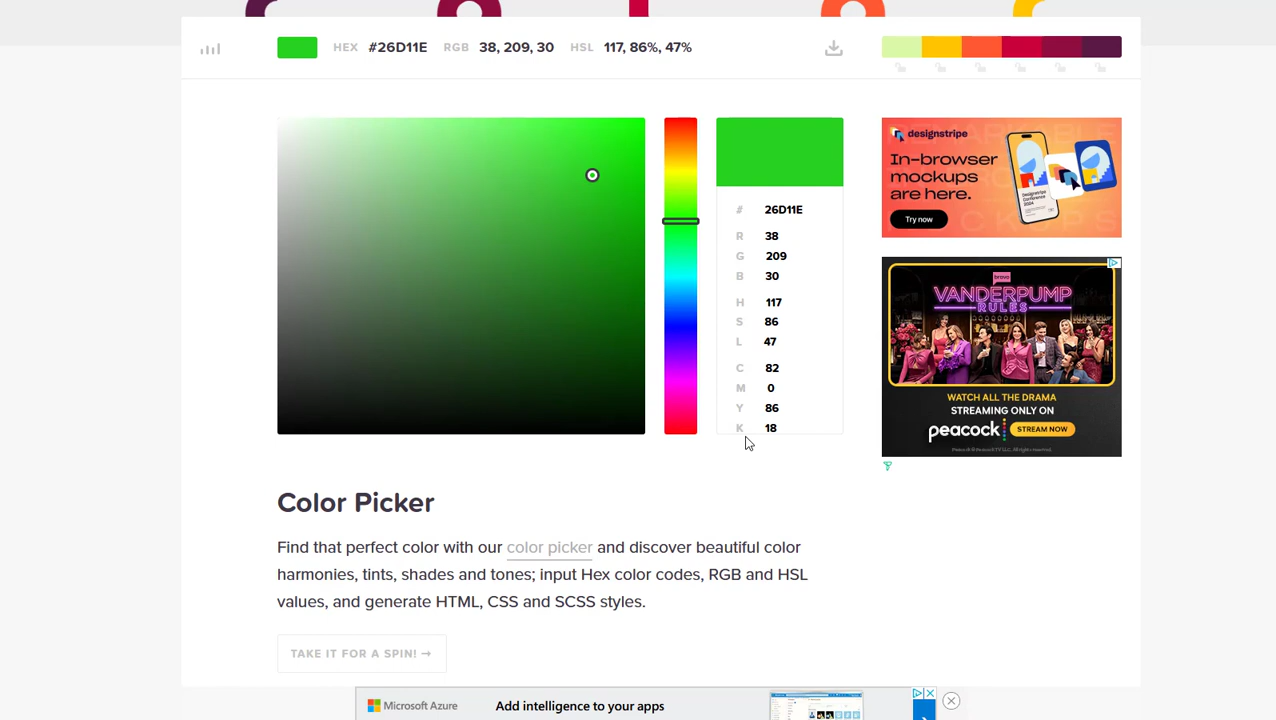 HEX #26D11E RGB 38, 209, 30 HSL 117, 86%, 47%
# 26D11E
R 38
G 209
B 30
H 117
S 86
L 47
C 82
M 0
Y 86
K 18
designstripe
In-browser
mockups
are here.
Try now
Designstripe
Conference
2024
bravo
VANDERPUMP
RULES
WATCH ALL THE DRAMA
STREAMING ONLY ON
peacock STREAM NOW
Color Picker
Find that perfect color with our color picker and discover beautiful color
harmonies, tints, shades and tones; input Hex color codes, RGB and HSL
values, and generate HTML, CSS and SCSS styles.
TAKE IT FOR A SPIN! →
Microsoft Azure Add intelligence to your apps